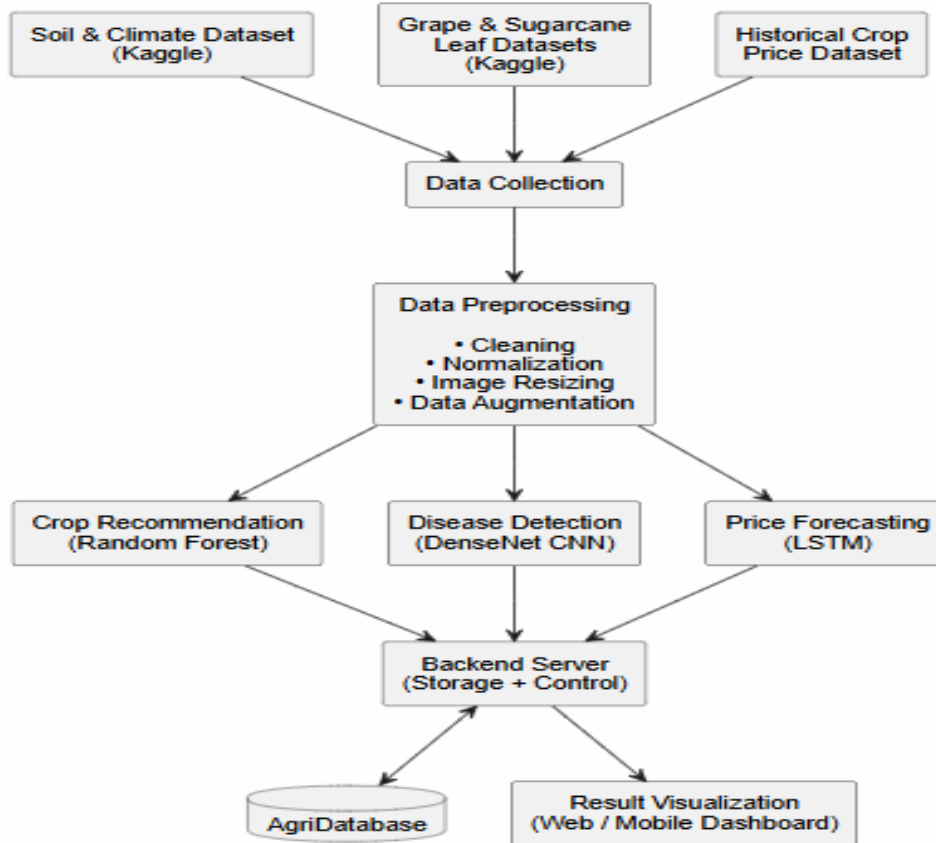 Soil & Climate Dataset
(Kaggle)
Grape & Sugarcane
Leaf Datasets
(Kaggle)
Historical Crop
Price Dataset
Data Collection
Data Preprocessing
• Cleaning
• Normalization
• Image Resizing
• Data Augmentation
Crop Recommendation
(Random Forest)
Disease Detection
(DenseNet CNN)
Price Forecasting
(LSTM)
Backend Server
(Storage + Control)
AgriDatabase
Result Visualization
(Web / Mobile Dashboard)